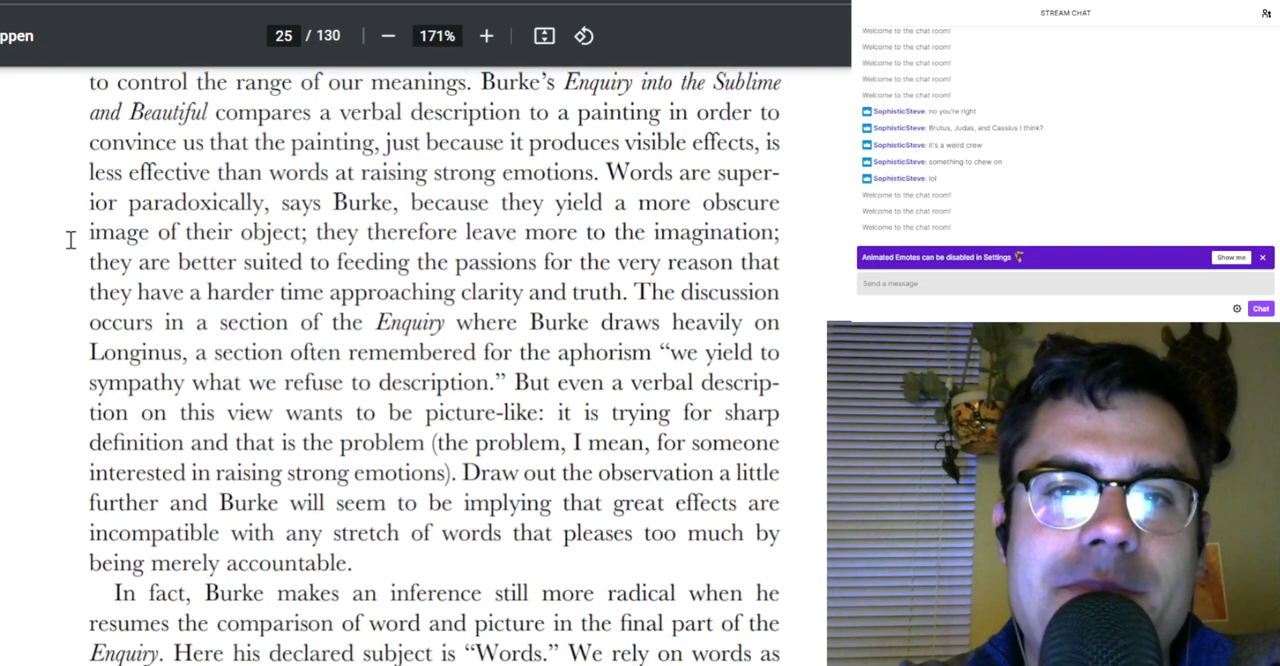 ppen
25 / 130
171%
to control the range of our meanings. Burke's Enquiry into the Sublime
and Beautiful compares a verbal description to a painting in order to
convince us that the painting, just because it produces visible effects, is
less effective than words at raising strong emotions. Words are super-
ior paradoxically, says Burke, because they yield a more obscure
image of their object; they therefore leave more to the imagination;
they are better suited to feeding the passions for the very reason that
they have a harder time approaching clarity and truth. The discussion
occurs in a section of the Enquiry where Burke draws heavily on
Longinus, a section often remembered for the aphorism “we yield to
sympathy what we refuse to description.” But even a verbal descrip-
tion on this view wants to be picture-like: it is trying for sharp
definition and that is the problem (the problem, I mean, for someone
interested in raising strong emotions). Draw out the observation a little
further and Burke will seem to be implying that great effects are
incompatible with any stretch of words that pleases too much by
being merely accountable.
In fact, Burke makes an inference still more radical when he
resumes the comparison of word and picture in the final part of the
Enquiry. Here his declared subject is “Words.” We rely on words as
STREAM CHAT
Welcome to the chat room!
Welcome to the chat room!
Welcome to the chat room!
Welcome to the chat room!
Welcome to the chat room!
SophisticSteve: no you're right
SophisticSteve: Brutus, Judas, and Cassius I think?
SophisticSteve: it's a weird crew
SophisticSteve: something to chew on
SophisticSteve: lol
Welcome to the chat room!
Welcome to the chat room!
Welcome to the chat room!
Animated Emotes can be disabled in Settings
Show me
Send a message
Chat